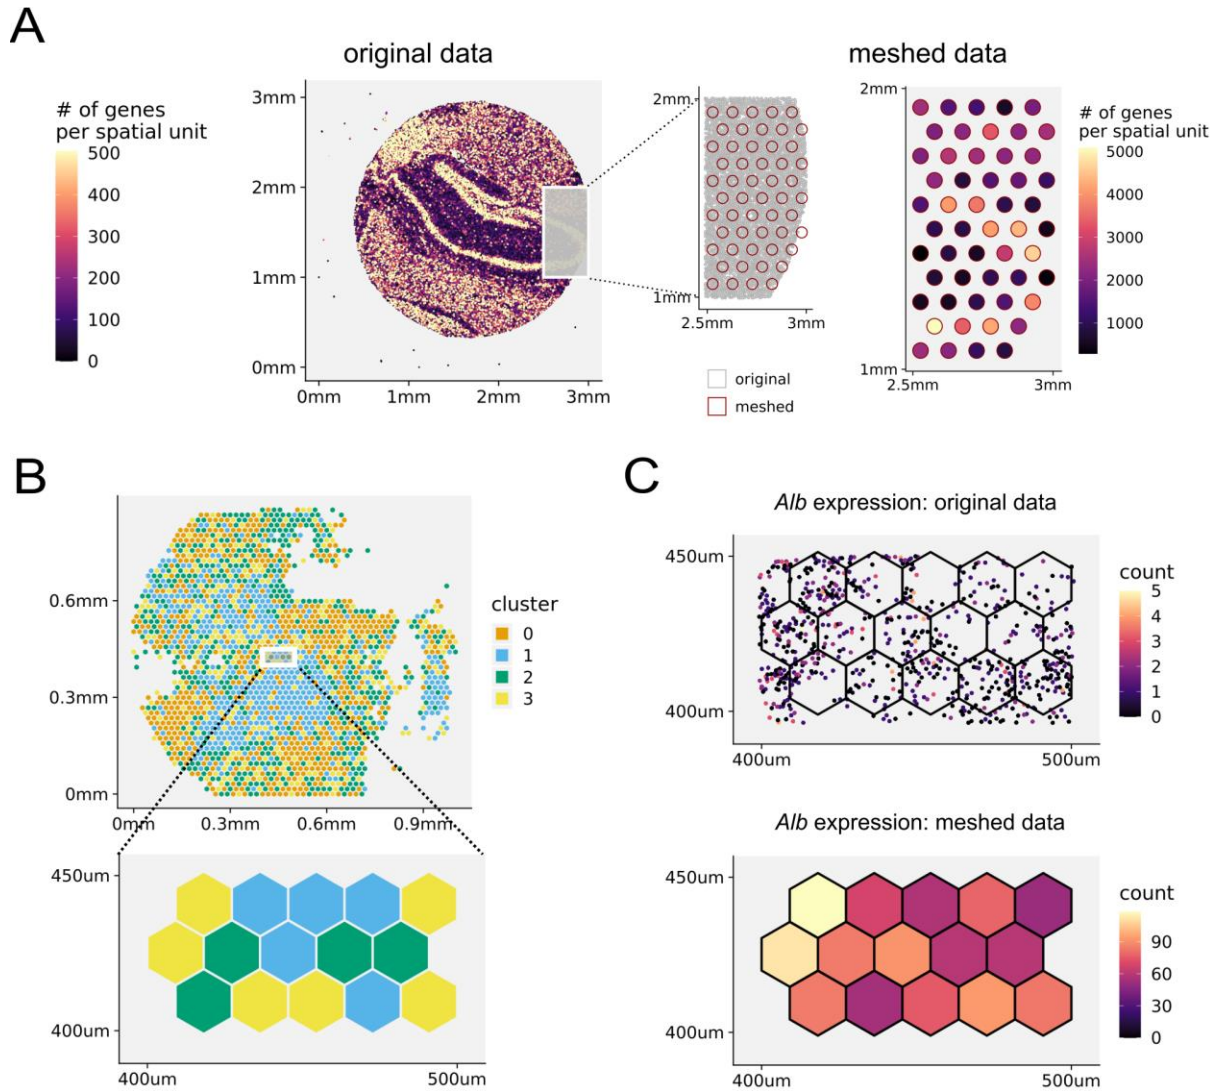 A
original data
meshed data
# of genes
per spatial unit
500
400
300
200
100
0
3mm
2mm
1mm
0mm
0mm 1mm 2mm 3mm
2mm
1mm
2.5mm 3mm
original
meshed
2mm
1mm
2.5mm 3mm
# of genes
per spatial unit
5000
4000
3000
2000
1000
B
0.6mm
0.3mm
0mm
0mm 0.3mm 0.6mm 0.9mm
cluster
0
1
2
3
450um
400um
400um 500um
C
Alb expression: original data
450um
400um
400um 500um
count
5
4
3
2
1
0
Alb expression: meshed data
450um
400um
400um 500um
count
90
60
30
0